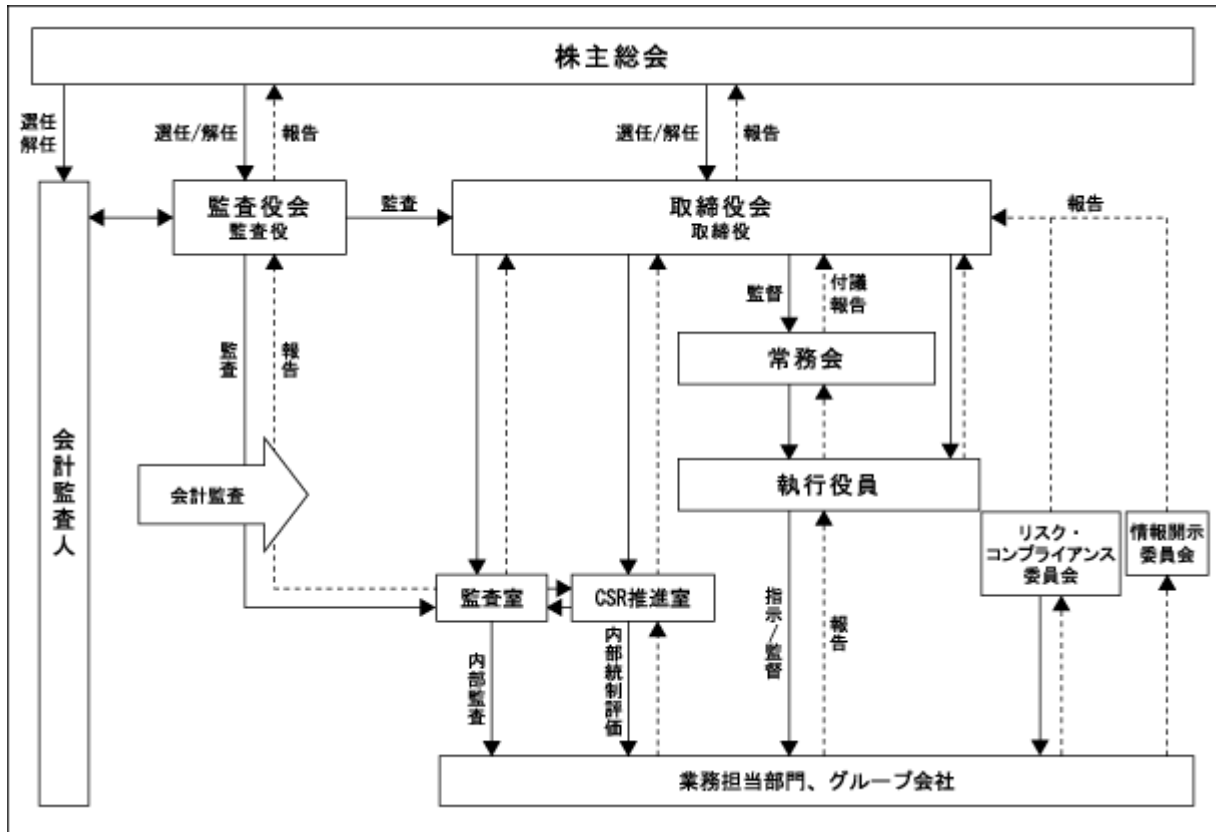 株主総会
選任
解任
選任/解任
報告
選任/解任
報告
監査役会
監査役
監査
取締役会
取締役
報告
監督
付議
報告
監査
報告
常務会
会計監査人
会計監査
執行役員
リスク・
コンプライアンス
委員会
情報開示
委員会
監査室
CSR推進室
指示/監督
報告
内部監査
内部統制評価
業務担当部門、グループ会社